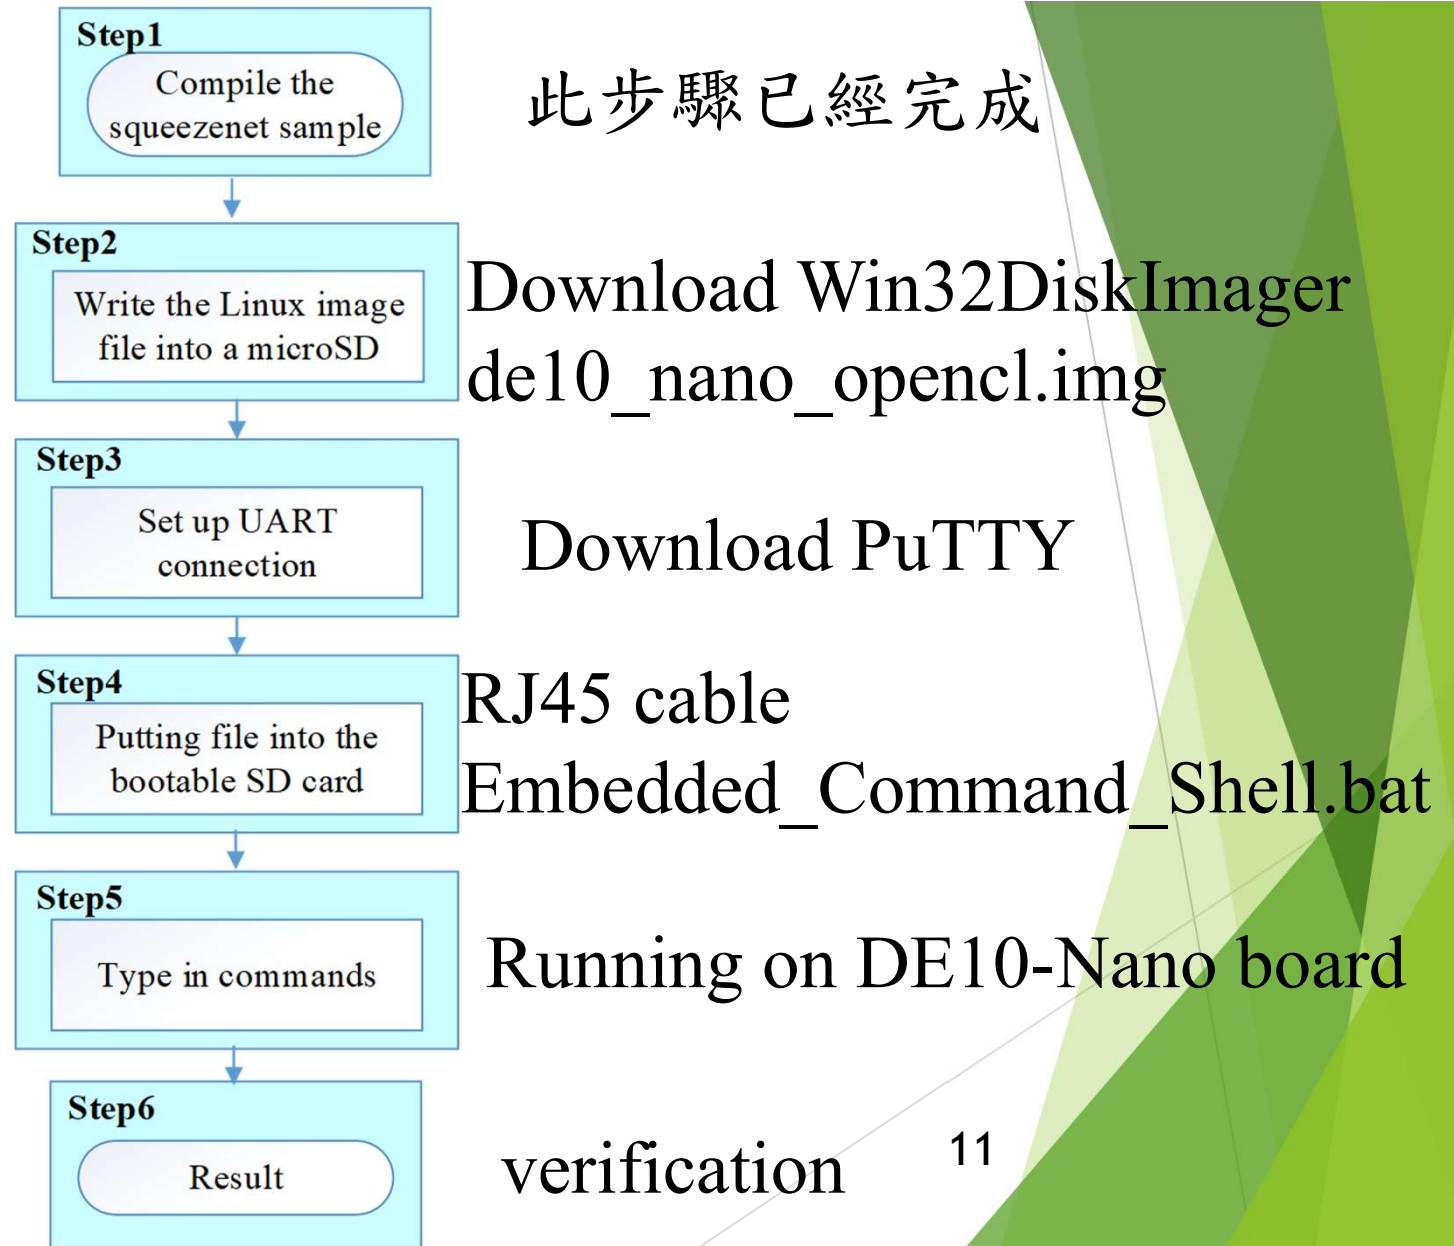 Step1
Compile the
squeezenet sample
此步驟已經完成
Step2
Write the Linux image
file into a microSD
Download Win32DiskImager
de10_nano_opencl.img
Step3
Set up UART
connection
Download PuTTY
Step4
Putting file into the
bootable SD card
RJ45 cable
Embedded_Command_Shell.bat
Step5
Type in commands
Running on DE10-Nano board
Step6
Result
verification
11